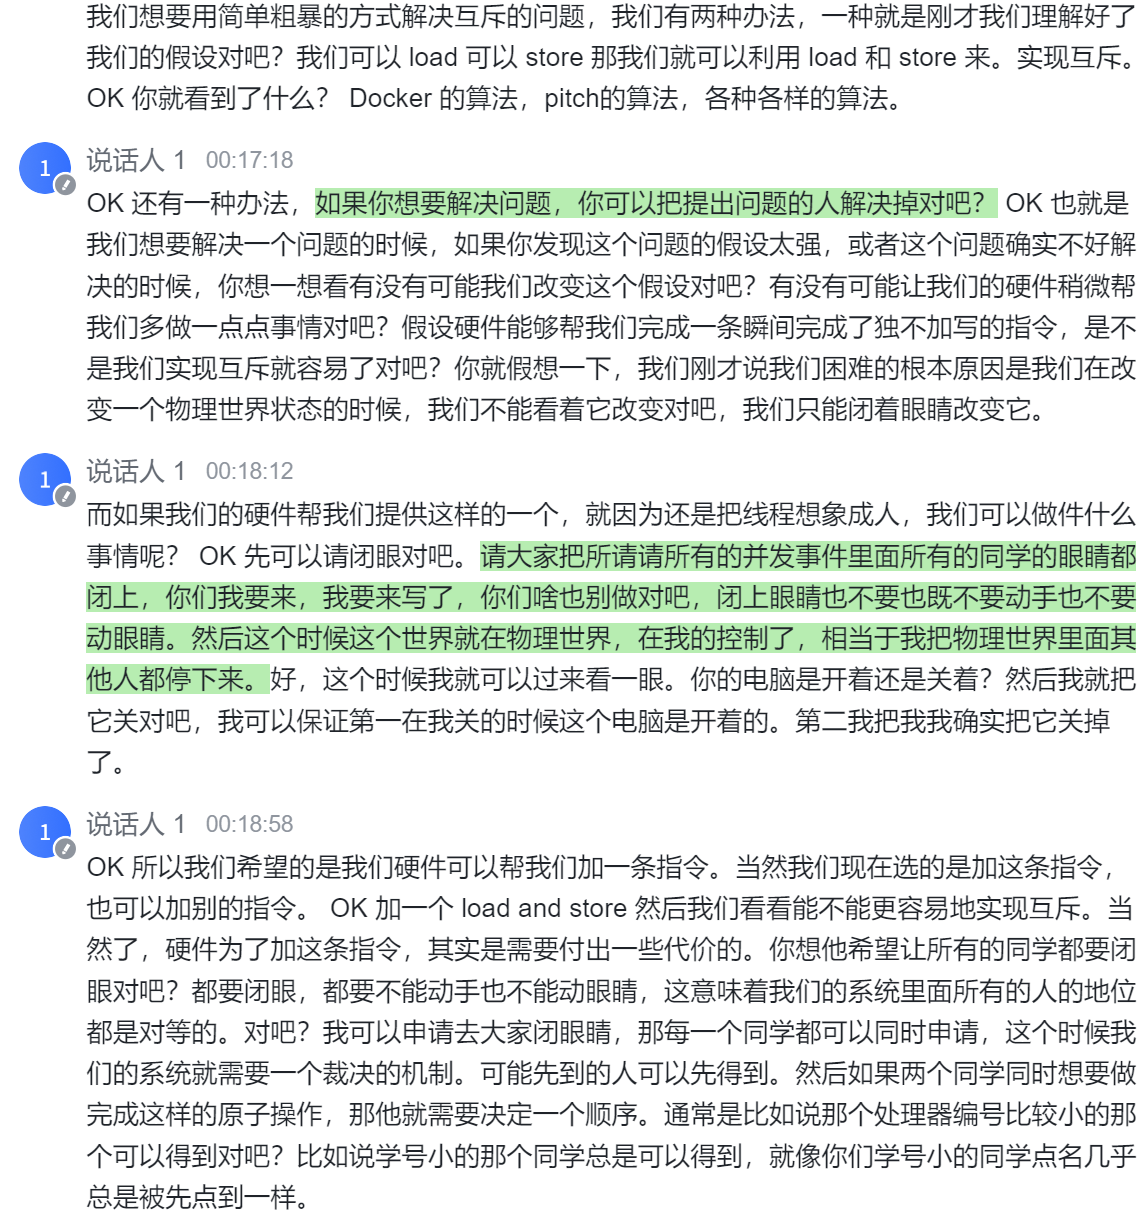 我们想要用简单粗暴的方式解决互斥的问题，我们有两种办法，一种就是刚才我们理解好了
我们的假设对吧？我们可以 load 可以 store 那我们就可以利用 load 和 store 来。实现互斥。
OK 你就看到了什么？ Docker 的算法，pitch的算法，各种各样的算法。
1 说话人 1 00:17:18
OK 还有一种办法，如果你想要解决问题，你可以把提出问题的人解决掉对吧？ OK 也就是
我们想要解决一个问题的时候，如果你发现这个问题的假设太强，或者这个问题确实不好解
决的时候，你想一想看有没有可能我们改变这个假设对吧？有没有可能让我们的硬件稍微帮
我们多做一点点事情对吧？假设硬件能够帮我们完成一条瞬间完成了独不加写的指令，是不
是我们实现互斥就容易了对吧？你就假想一下，我们刚才说我们困难的根本原因是我们在改
变一个物理世界状态的时候，我们不能看着它改变对吧，我们只能闭着眼睛改变它。
1 说话人 1 00:18:12
而如果我们的硬件帮我们提供这样的一个，就因为还是把线程想象成人，我们可以做件什么
事情呢？ OK 先可以请闭眼对吧。请大家把所请请所有的并发事件里面所有的同学的眼睛都
闭上，你们我要来，我要来写了，你们啥也别做对吧，闭上眼睛也不要也既不要动手也不要
动眼睛。然后这个时候这个世界就在物理世界，在我的控制了，相当于我把物理世界里面其
他人都停下来。好，这个时候我就可以过来看一眼。你的电脑是开着还是关着？然后我就把
它关对吧，我可以保证第一在我关的时候这个电脑是开着的。第二我把我我确实把它关掉
了。
1 说话人 1 00:18:58
OK 所以我们希望的是我们硬件可以帮我们加一条指令。当然我们现在选的是加这条指令，
也可以加别的指令。 OK 加一个 load and store 然后我们看看能不能更容易地实现互斥。当
然了，硬件为了加这条指令，其实是需要付出一些代价的。你想他希望让所有的同学都要闭
眼对吧？都要闭眼，都要不能动手也不能动眼睛，这意味着我们的系统里面所有的人的地位
都是对等的。对吧？我可以申请去大家闭眼睛，那每一个同学都可以同时申请，这个时候我
们的系统就需要一个裁决的机制。可能先到的人可以先得到。然后如果两个同学同时想要做
完成这样的原子操作，那他就需要决定一个顺序。通常是比如说那个处理器编号比较小的那
个可以得到对吧？比如说学号小的那个同学总是可以得到，就像你们学号小的同学点名几乎
总是被先点到一样。